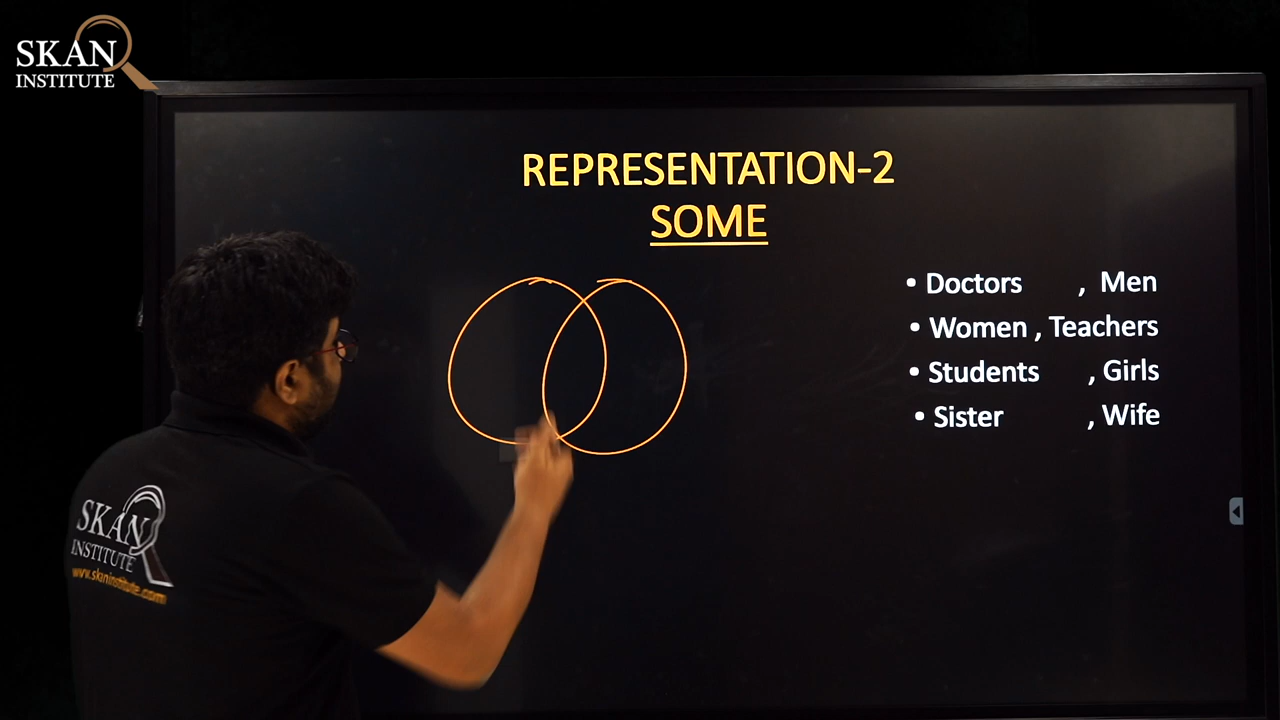 SKAN
INSTITUTE
REPRESENTATION-2
SOME
• Doctors , Men
• Women , Teachers
• Students , Girls
• Sister , Wife
SKAN
INSTITUTE
www.skaninstitute.com